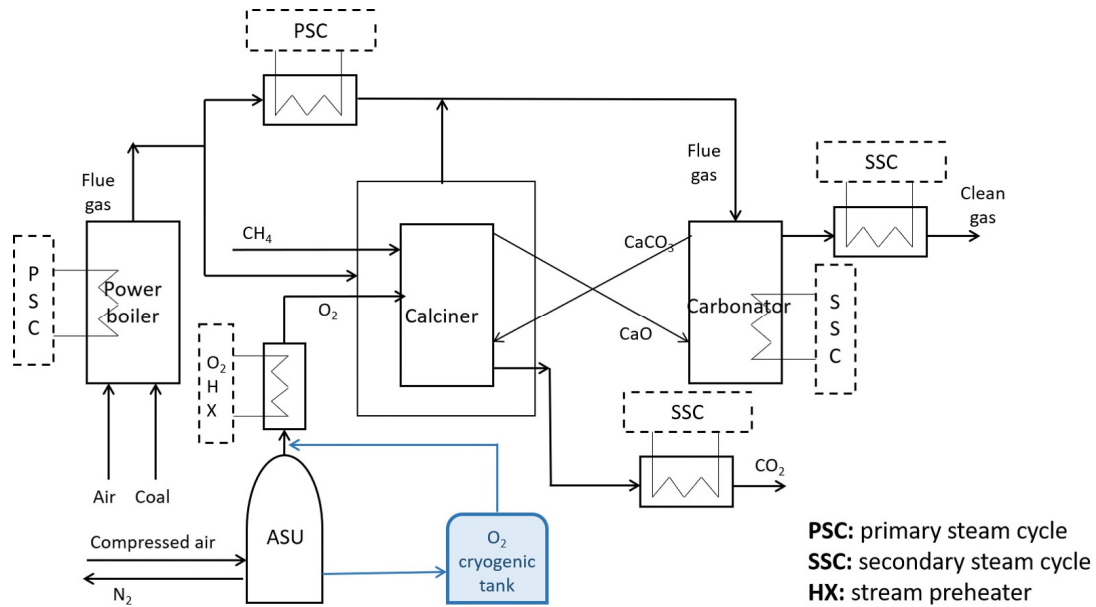 PSC
Flue
gas
SSC
Clean
gas
Flue
gas
CH₄
CaCO₃
P
S
C
Power
boiler
O₂
Calciner
Carbonator
S
S
C
CaO
O₂
H
X
SSC
CO₂
Air
Coal
ASU
O₂
cryogenic
tank
Compressed air
N₂
PSC: primary steam cycle
SSC: secondary steam cycle
HX: stream preheater